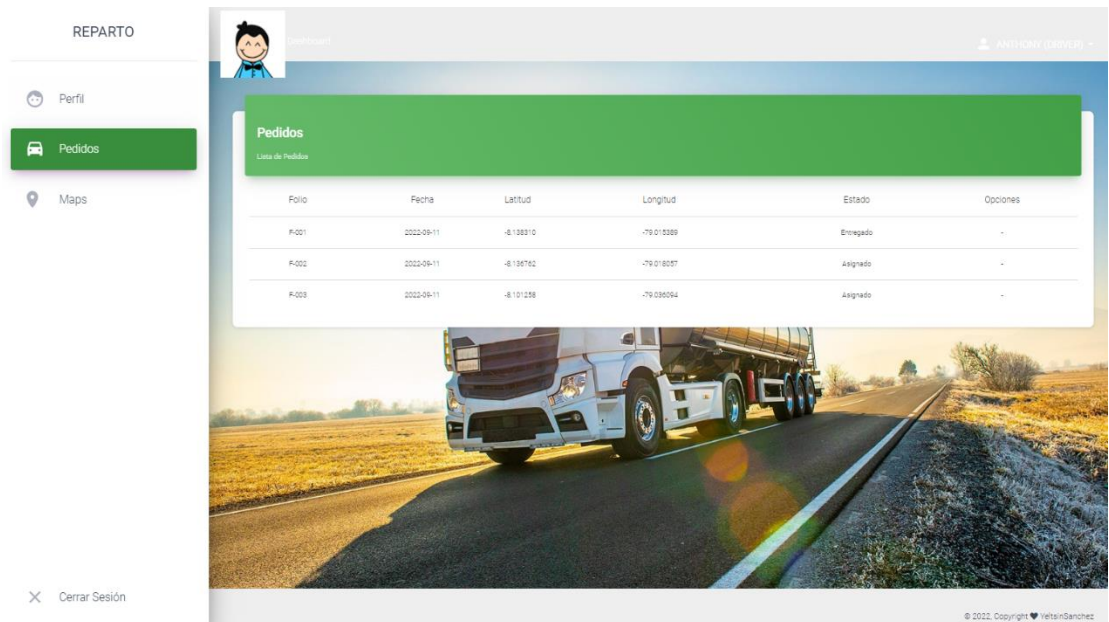 REPARTO
Dashboard
ANTHONY (DRIVER)
Perfil
Pedidos
Maps
Cerrar Sesión
Pedidos
Lista de Pedidos
Folio Fecha Latitud Longitud Estado Opciones
F-001 2022-09-11 -8.138310 -79.015389 Entregado -
F-002 2022-09-11 -8.136762 -79.018057 Asignado -
F-003 2022-09-11 -8.101258 -79.036094 Asignado -
© 2022, Copyright ♥ YeltsinSanchez